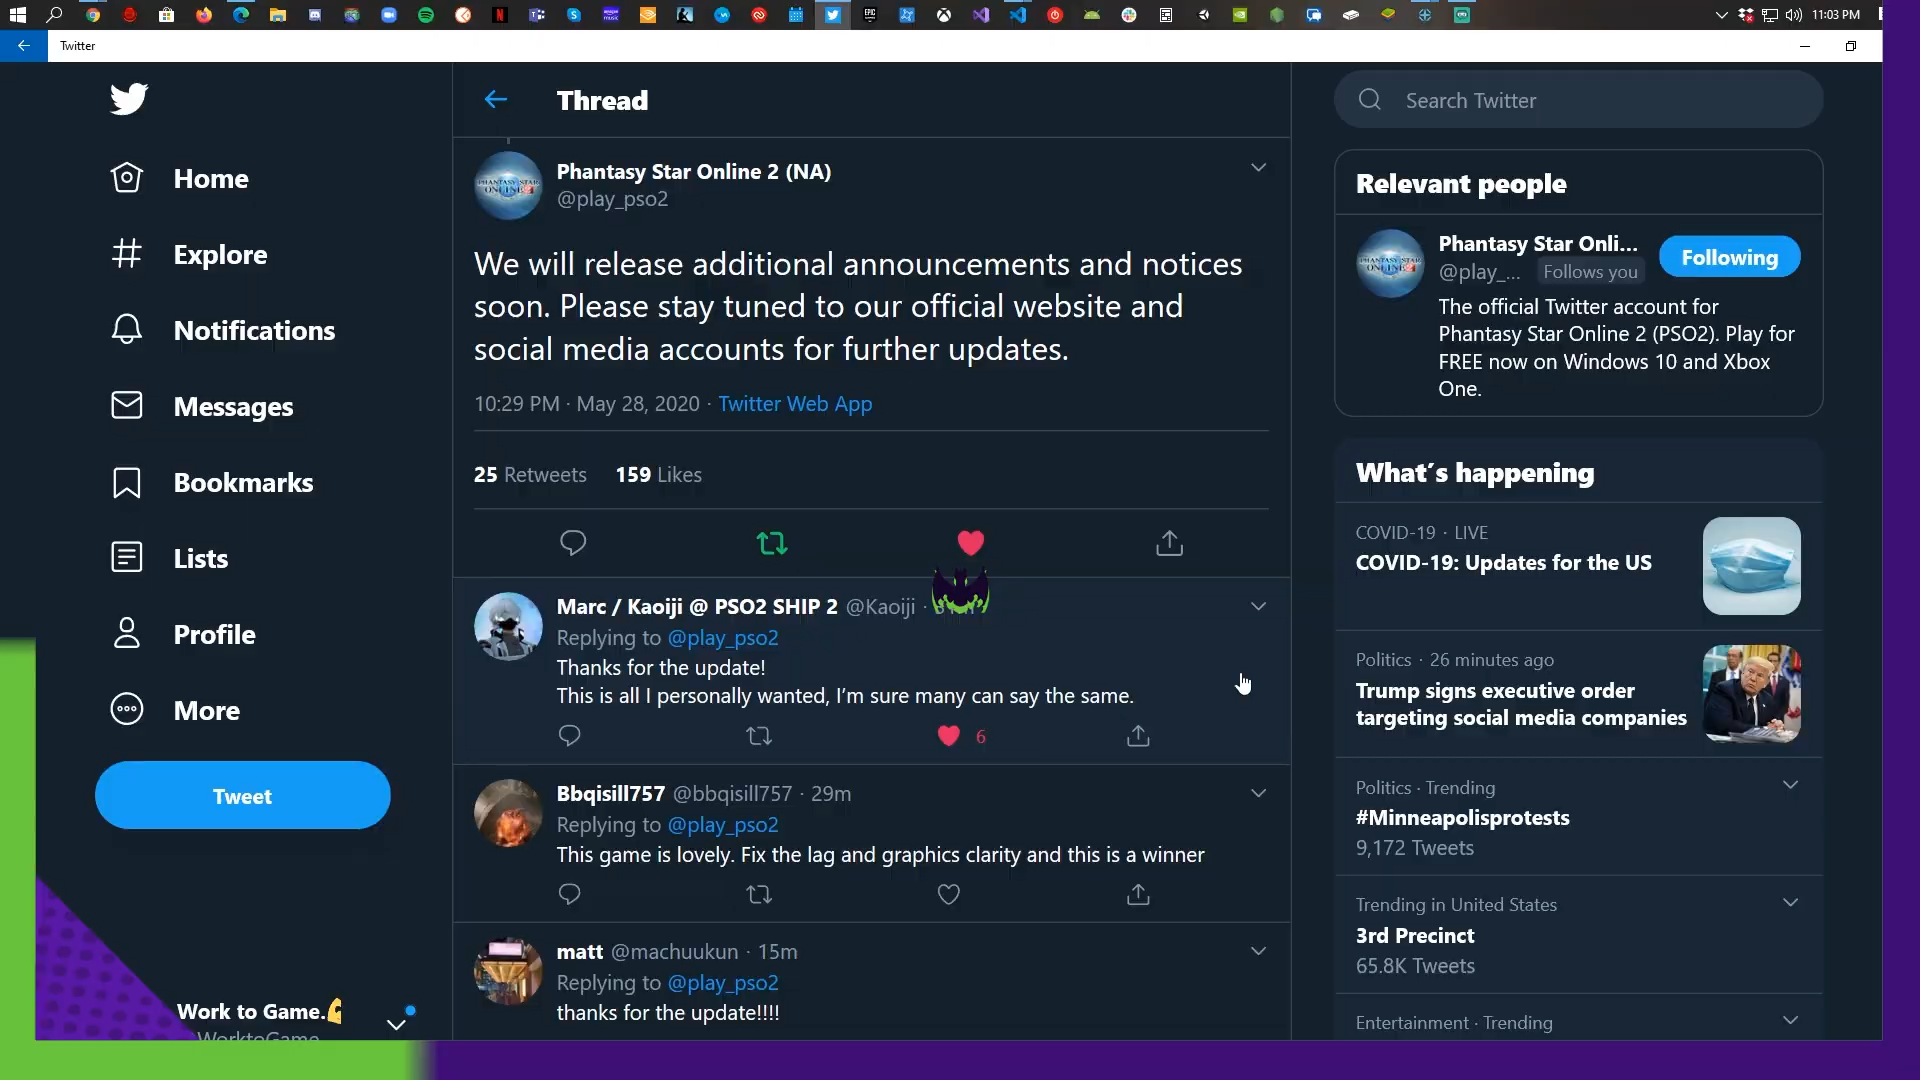 11:03 PM
Twitter
Home
Explore
Notifications
Messages
Bookmarks
Lists
Profile
More
Tweet
Work to Game.
Thread
Phantasy Star Online 2 (NA)
@play_pso2
We will release additional announcements and notices
soon. Please stay tuned to our official website and
social media accounts for further updates.
10:29 PM · May 28, 2020 · Twitter Web App
25 Retweets 159 Likes
Marc / Kaoiji @ PSO2 SHIP 2 @Kaoiji ·
Replying to @play_pso2
Thanks for the update!
This is all I personally wanted, I’m sure many can say the same.
6
Bbqisill757 @bbqisill757 · 29m
Replying to @play_pso2
This game is lovely. Fix the lag and graphics clarity and this is a winner
matt @machuukun · 15m
Replying to @play_pso2
thanks for the update!!!!
Search Twitter
Relevant people
Phantasy Star Onli...
@play_... Follows you
Following
The official Twitter account for
Phantasy Star Online 2 (PSO2). Play for
FREE now on Windows 10 and Xbox
One.
What’s happening
COVID-19 · LIVE
COVID-19: Updates for the US
Politics · 26 minutes ago
Trump signs executive order
targeting social media companies
Politics · Trending
#Minneapolisprotests
9,172 Tweets
Trending in United States
3rd Precinct
65.8K Tweets
Entertainment · Trending